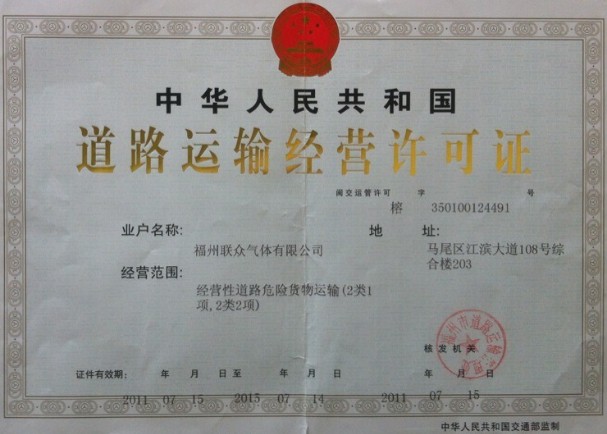 中华人民共和国
道路运输经营许可证
闽交运管许可 字 号
榕 350100124491
业户名称:
福州联众气体有限公司
地 址:
马尾区江滨大道108号综
合楼203
经营范围:
经营性道路危险货物运输(2类1
项,2类2项)
核发机关
证件有效期: 年 月 日至 年 月 日 年 月 日
2011 07 15 2015 07 14 2011 07 15
中华人民共和国交通部监制